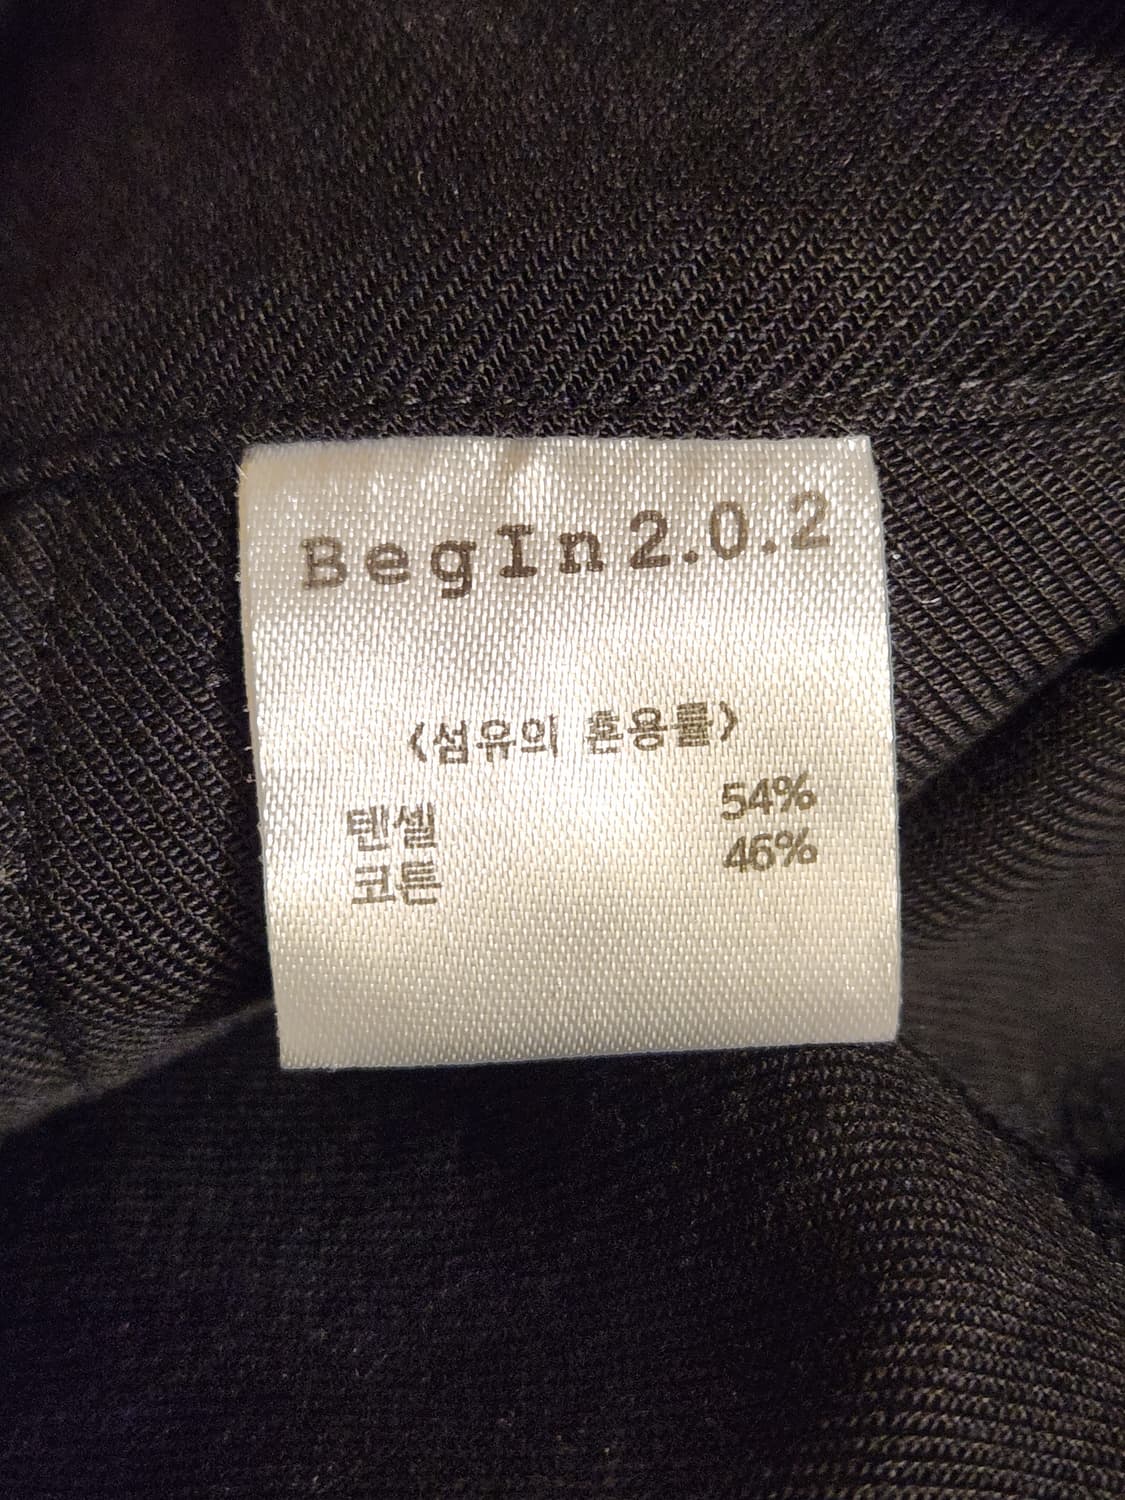 BegIn2.0.2
<섬유의 혼용률>
텐셀 54%
코튼 46%